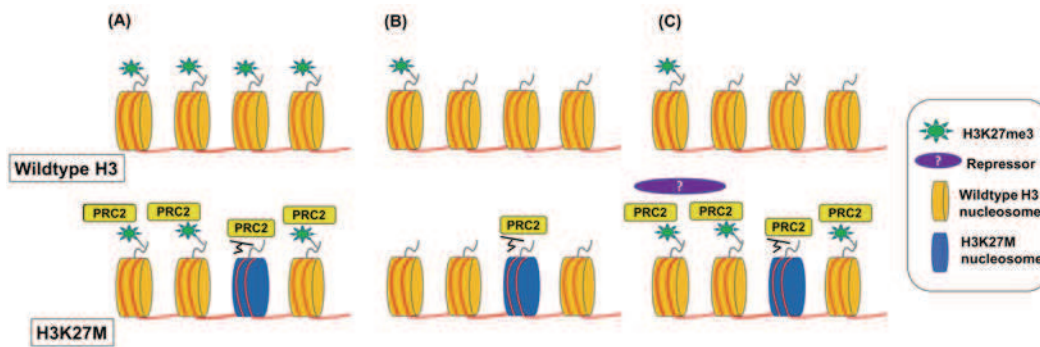 (A) (B) (C)
Wildtype H3
H3K27me3
?
Repressor
Wildtype H3
nucleosome
H3K27M
nucleosome
?
PRC2 PRC2 PRC2 PRC2
PRC2
PRC2 PRC2 PRC2 PRC2
H3K27M